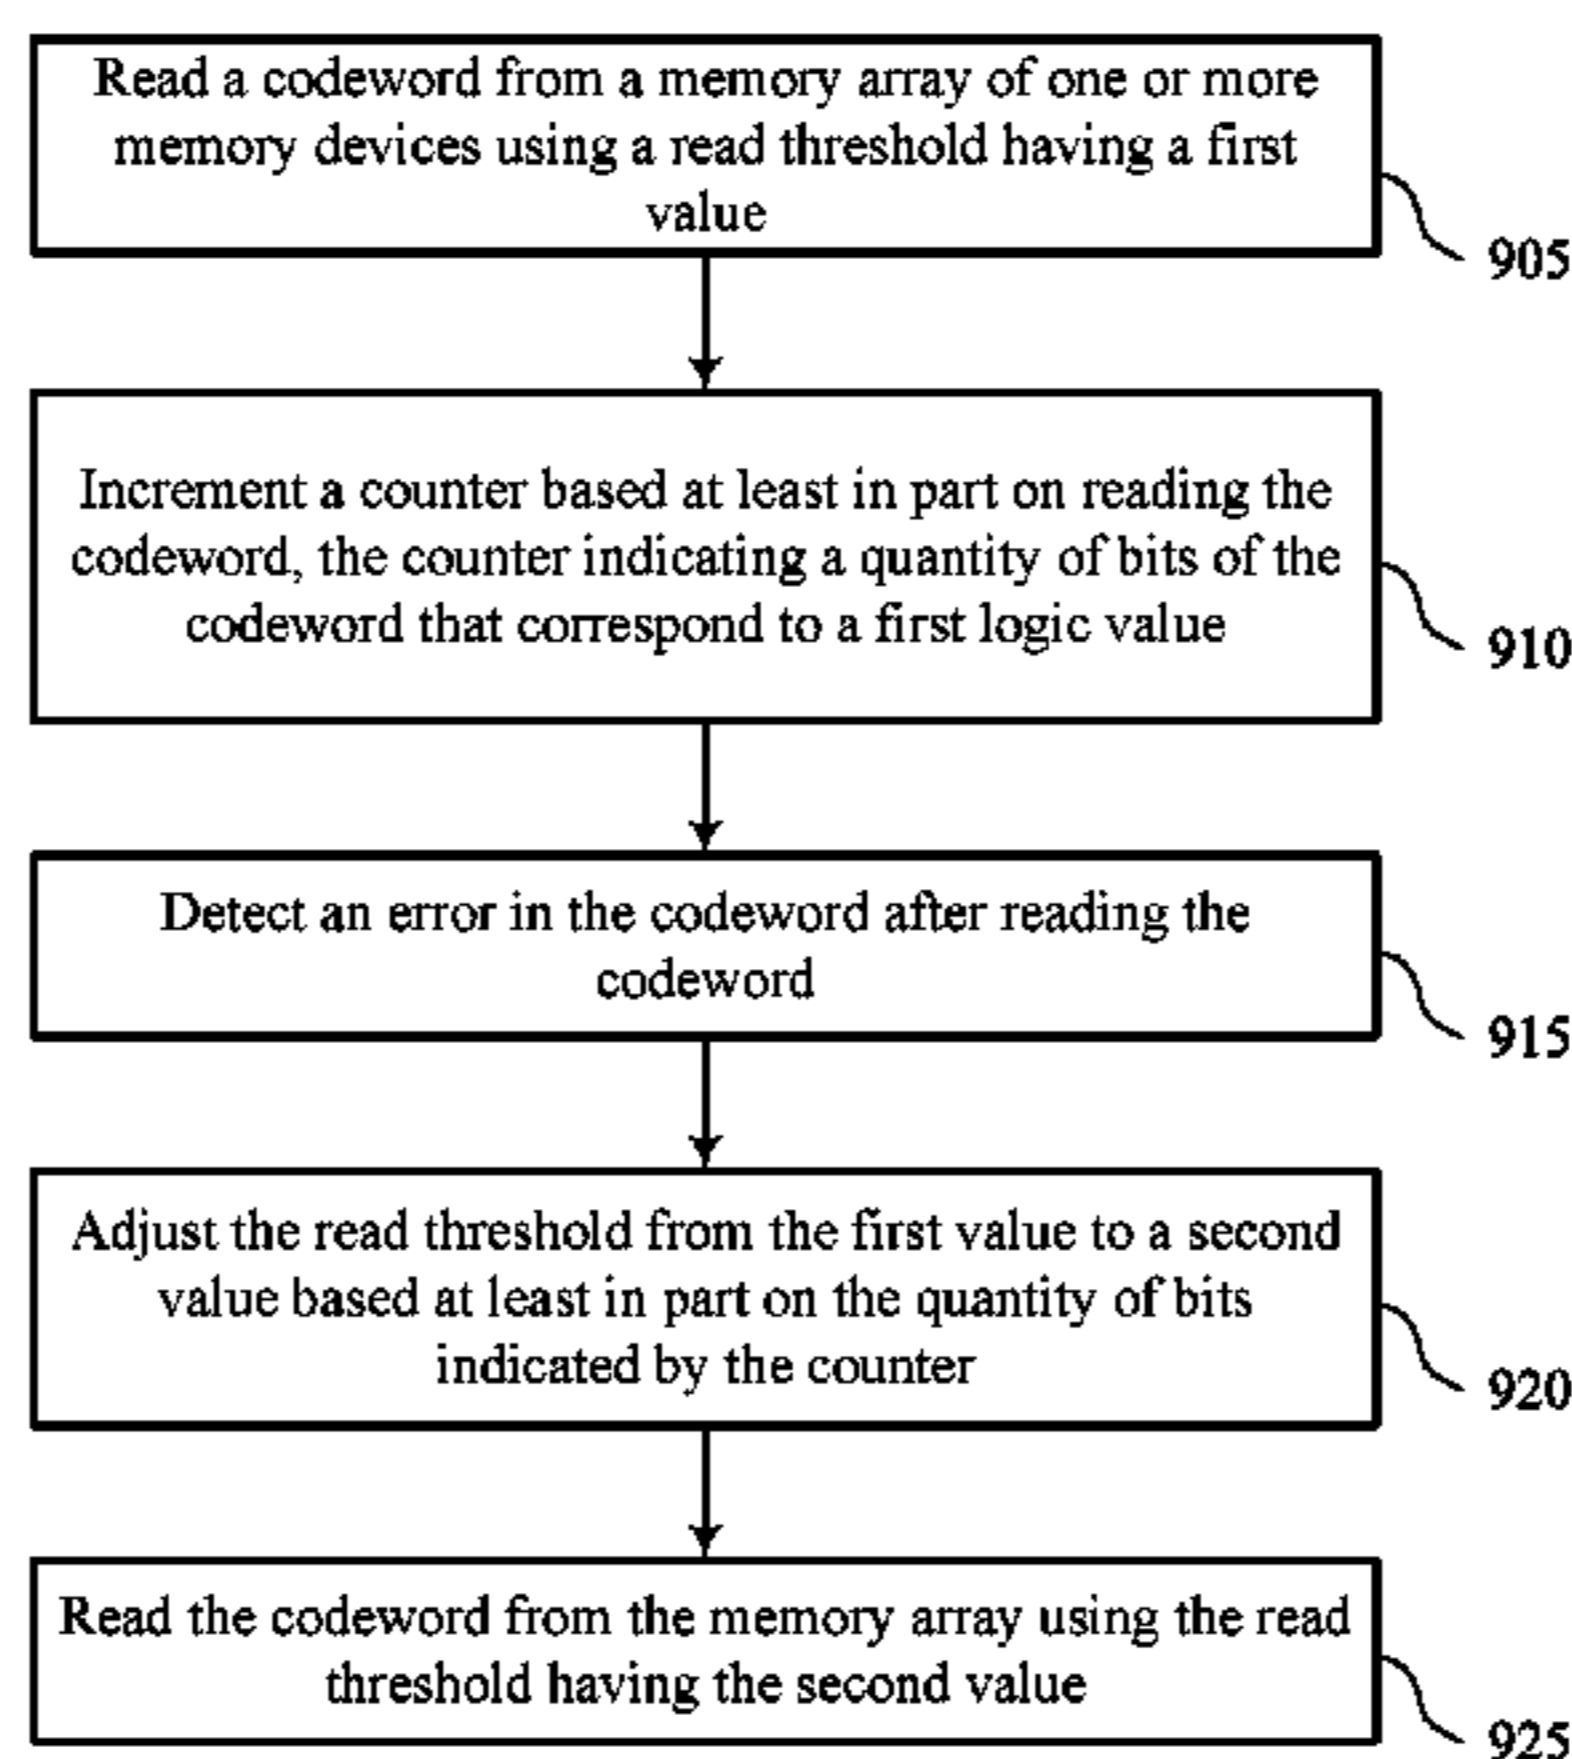 Read a codeword from a memory array of one or more
memory devices using a read threshold having a first
value
905
Increment a counter based at least in part on reading the
codeword, the counter indicating a quantity of bits of the
codeword that correspond to a first logic value
910
Detect an error in the codeword after reading the
codeword
915
Adjust the read threshold from the first value to a second
value based at least in part on the quantity of bits
indicated by the counter
920
Read the codeword from the memory array using the read
threshold having the second value
925